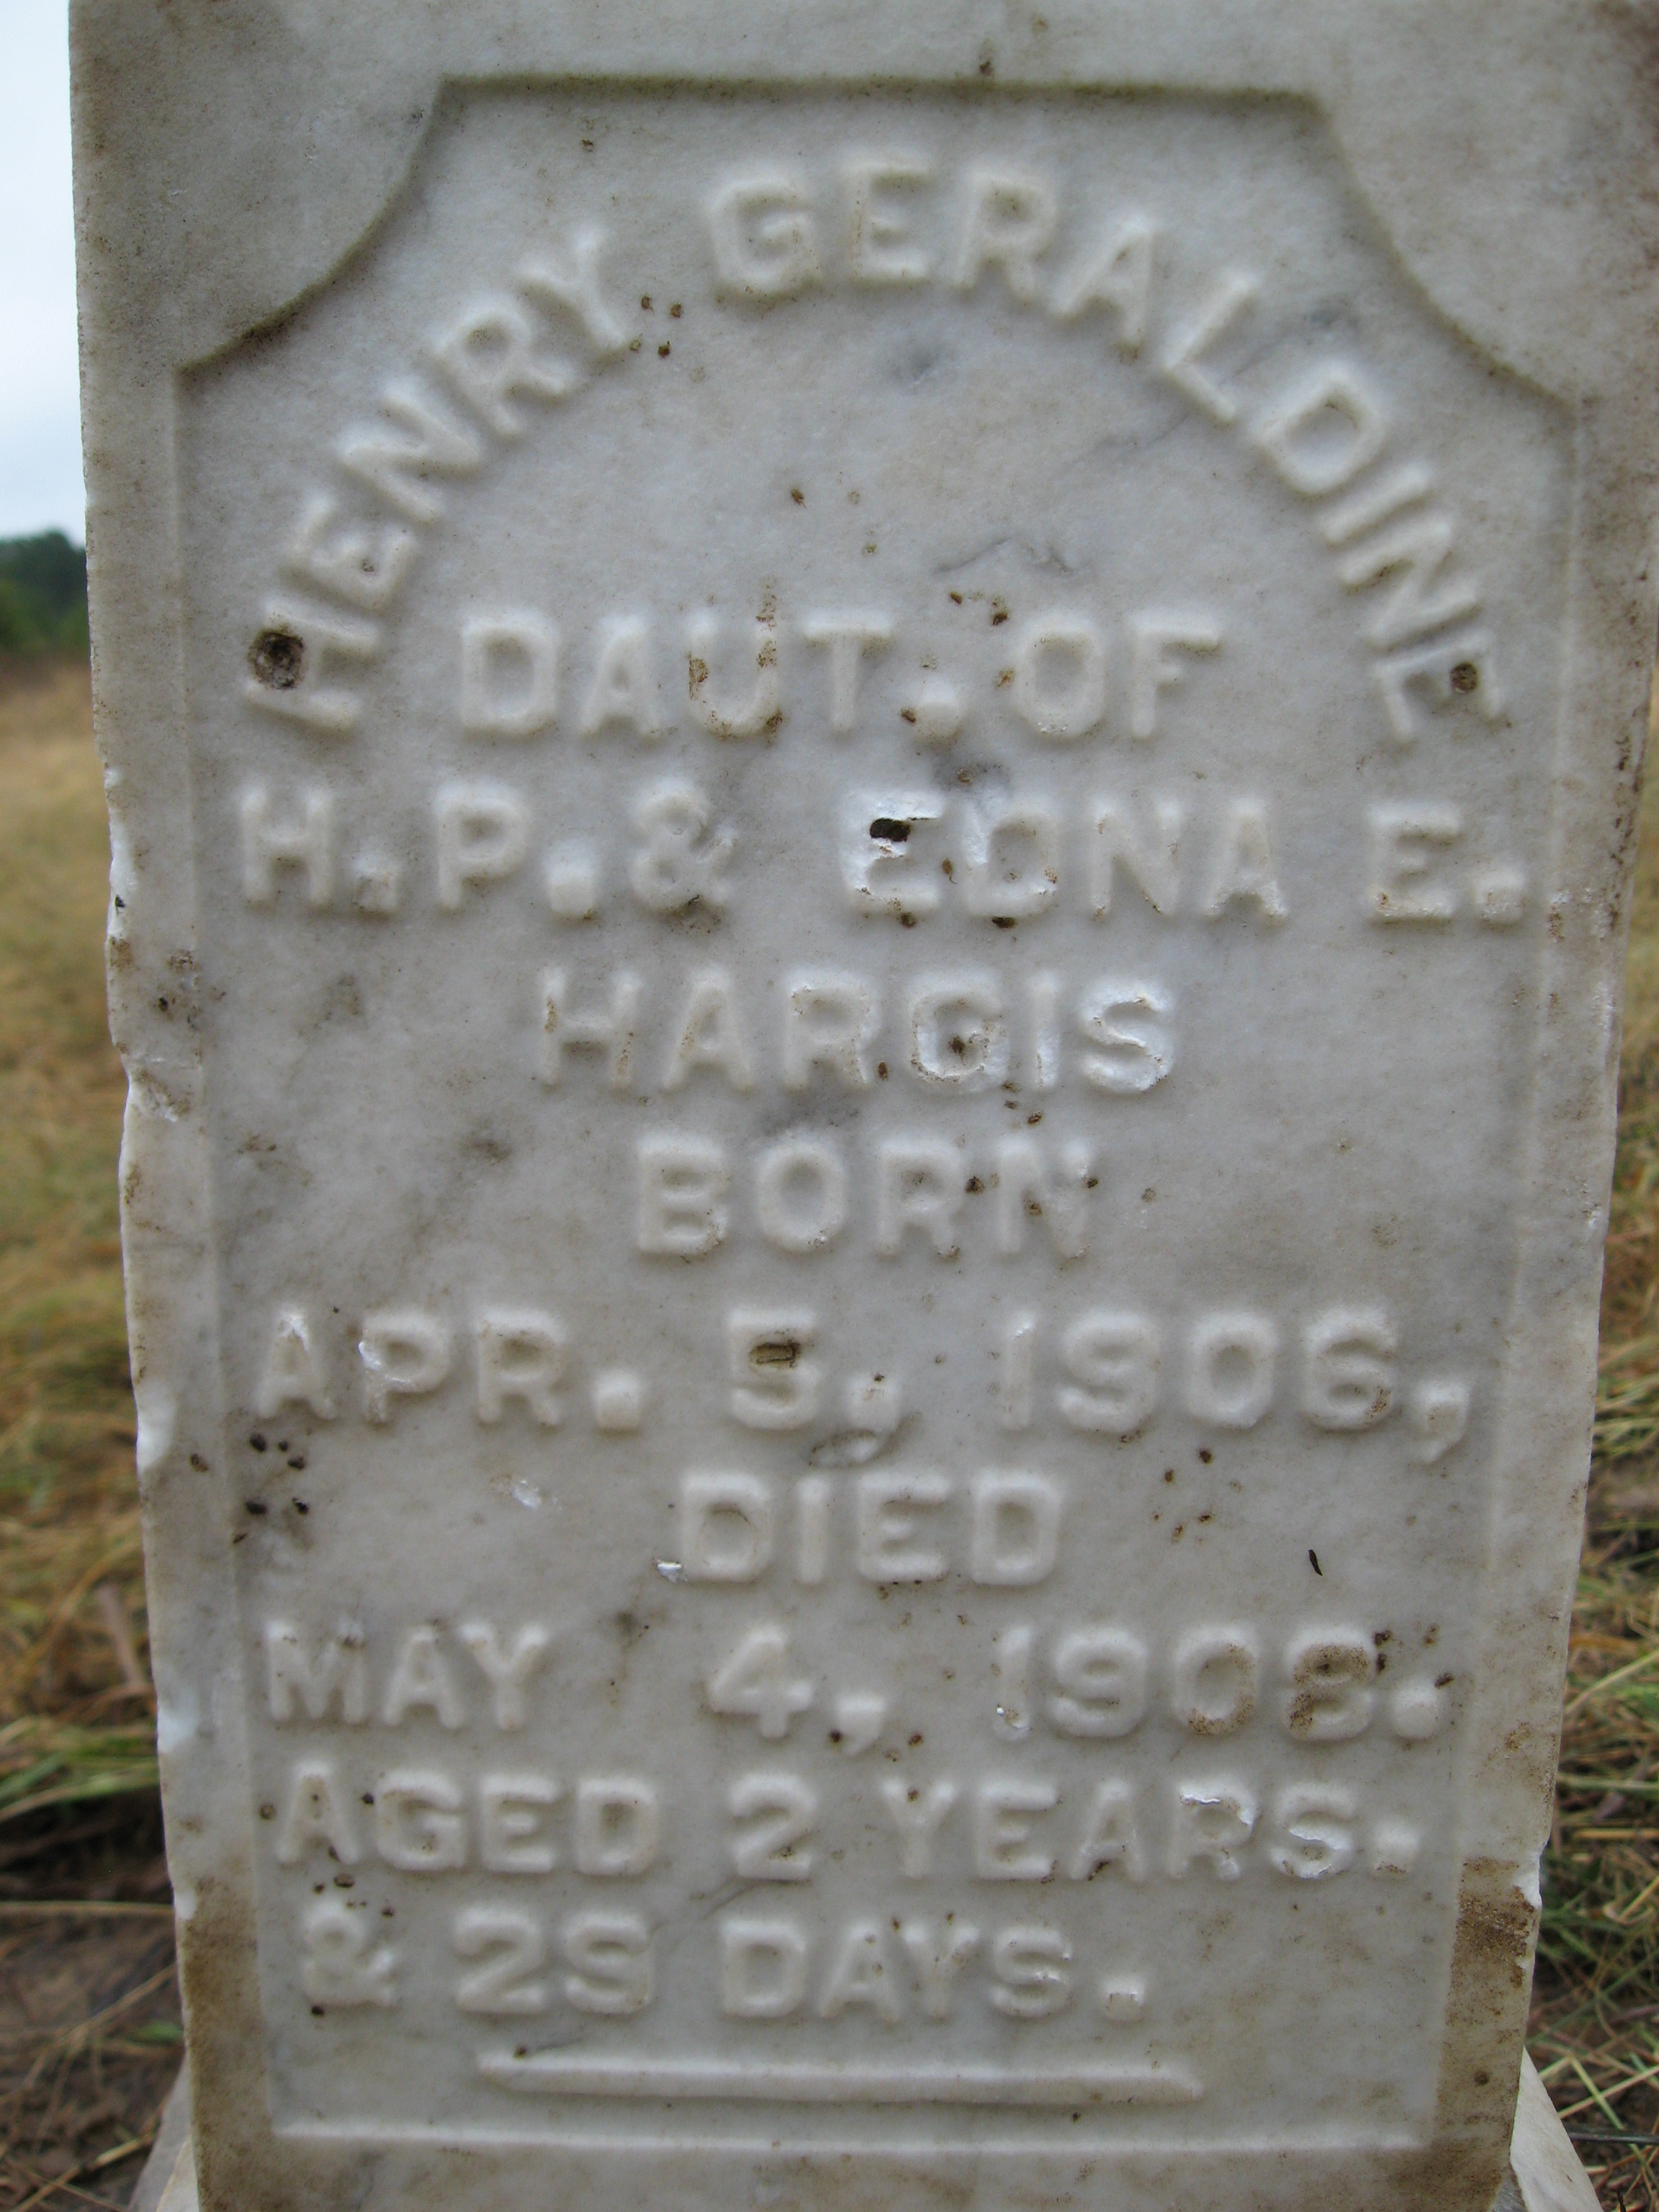 HENRY GERALDINE
DAUT. OF
H.P. & EDNA E.
HARGIS
BORN
APR. 5, 1906,
DIED
MAY 4, 1908.
AGED 2 YEARS.
& 29 DAYS.